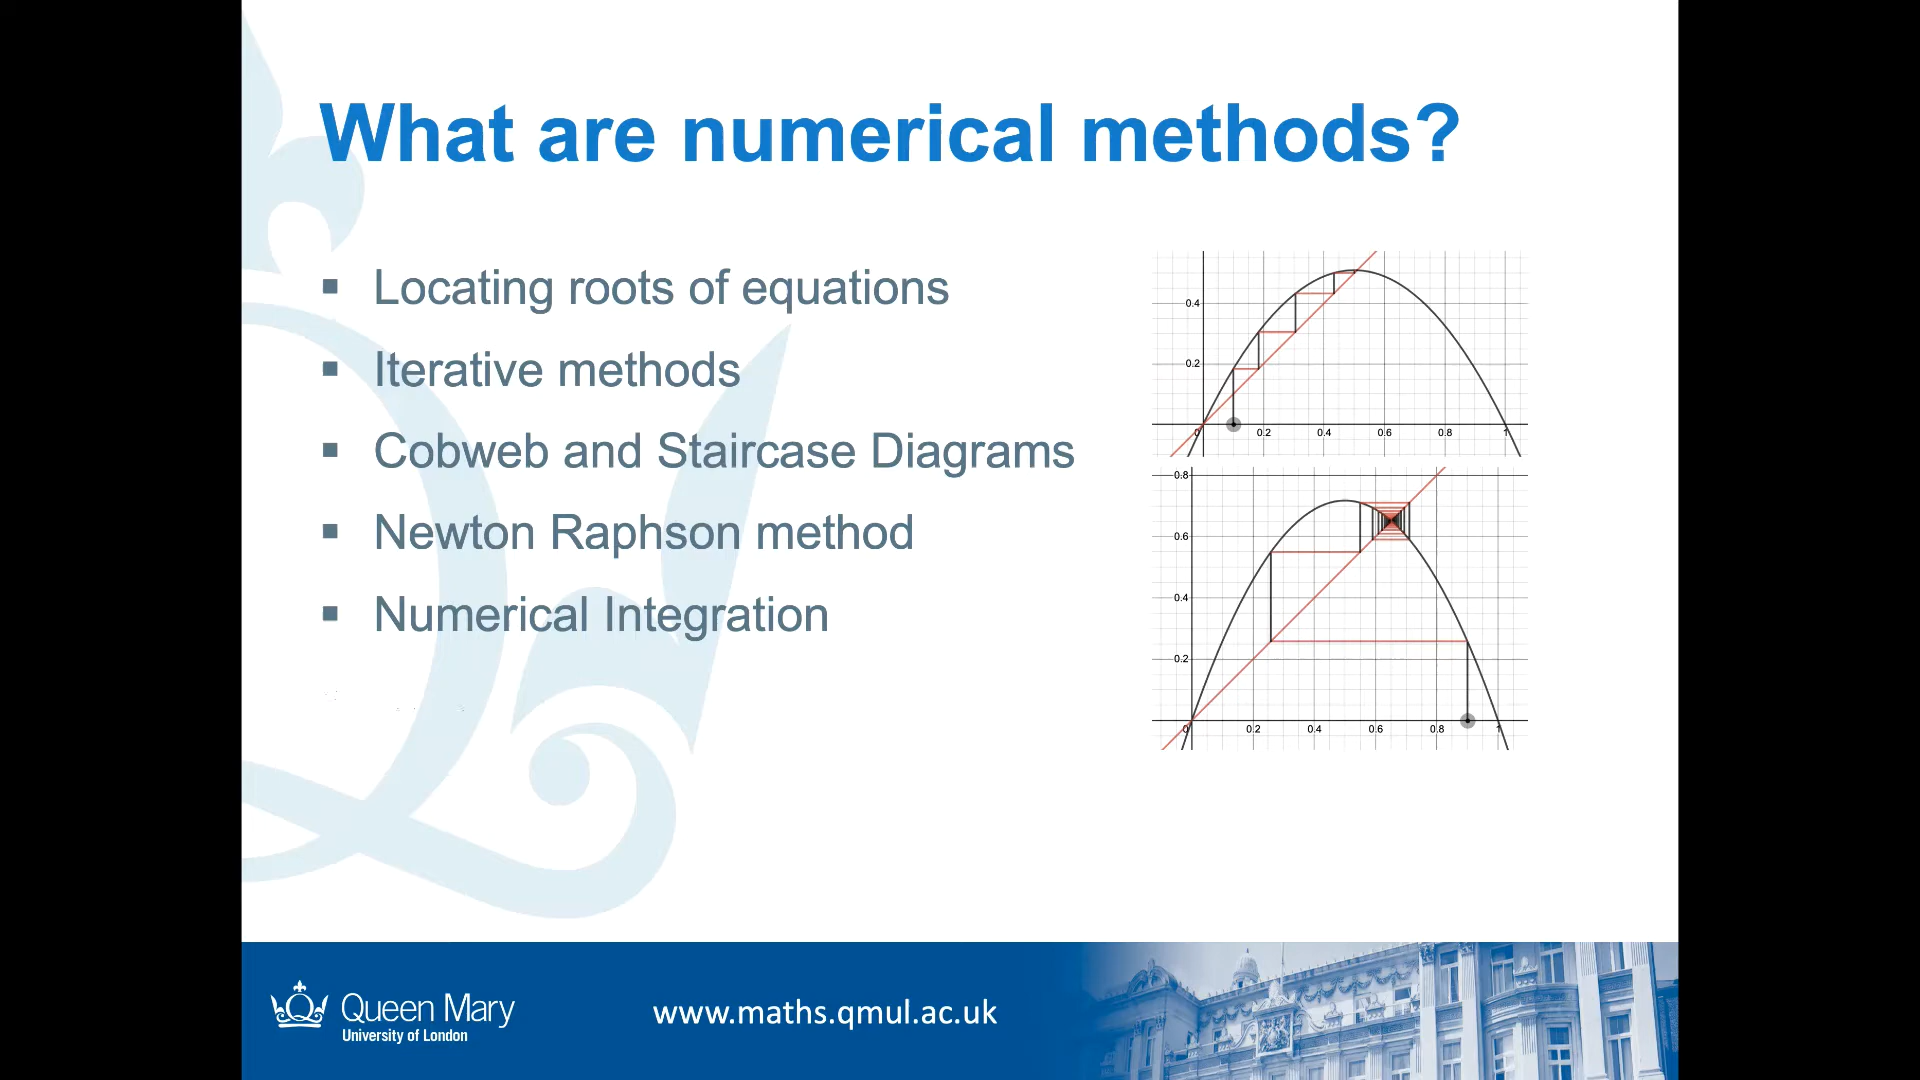 What are numerical methods?
▪ Locating roots of equations
▪ Iterative methods
▪ Cobweb and Staircase Diagrams
▪ Newton Raphson method
▪ Numerical Integration
0.4
0.2
0 0.2 0.4 0.6 0.8 1
0.8
0.6
0.4
0.2
0 0.2 0.4 0.6 0.8 1
Queen Mary
University of London
www.maths.qmul.ac.uk